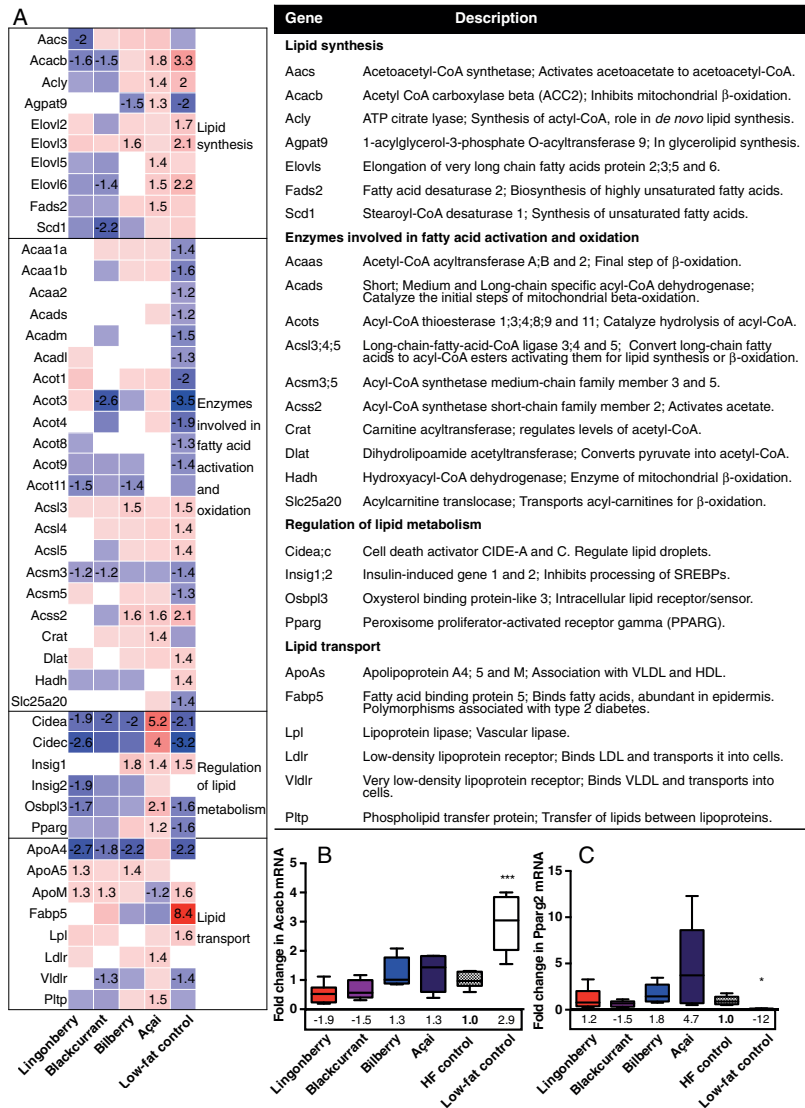 A
Aacs -2
Acacb -1.6 -1.5 1.8 3.3
Acly 1.4 2
Agpat9 -1.5 1.3 -2
Elovl2 1.7
Elovl3 1.6 2.1
Elovl5 1.4
Elovl6 -1.4 1.5 2.2
Fads2 1.5
Scd1 -2.2
Lipid
synthesis
Acaa1a -1.4
Acaa1b -1.6
Acaa2 -1.2
Acads -1.2
Acadm -1.5
Acadl -1.3
Acot1 -2
Acot3 -2.6 -3.5
Acot4 -1.9
Acot8 -1.3
Acot9 -1.4
Acot11 -1.5 -1.4
Acsl3 1.5 1.5
Acsl4 1.4
Acsl5 1.4
Acsm3 -1.2 -1.2 -1.4
Acsm5 -1.3
Acss2 1.6 1.6 2.1
Crat 1.4
Dlat 1.4
Hadh 1.4
Slc25a20 -1.4
Enzymes
involved in
fatty acid
activation
and
oxidation
Cidea -1.9 -2 -2 5.2 -2.1
Cidec -2.6 4 -3.2
Insig1 1.8 1.4 1.5
Insig2 -1.9
Osbpl3 -1.7 2.1 -1.6
Pparg 1.2 -1.6
Regulation
of lipid
metabolism
ApoA4 -2.7 -1.8 -2.2 -2.2
ApoA5 1.3 1.4
ApoM 1.3 1.3 -1.2 1.6
Fabp5 8.4
Lpl 1.6
Ldlr 1.4
Vldlr -1.3 -1.4
Pltp 1.5
Lipid
transport
Lingonberry
Blackcurrant
Bilberry
Açai
Low-fat control
Gene Description
Lipid synthesis
Aacs Acetoacetyl-CoA synthetase; Activates acetoacetate to acetoacetyl-CoA.
Acacb Acetyl CoA carboxylase beta (ACC2); Inhibits mitochondrial β-oxidation.
Acly ATP citrate lyase; Synthesis of actyl-CoA, role in de novo lipid synthesis.
Agpat9 1-acylglycerol-3-phosphate O-acyltransferase 9; In glycerolipid synthesis.
Elovls Elongation of very long chain fatty acids protein 2;3;5 and 6.
Fads2 Fatty acid desaturase 2; Biosynthesis of highly unsaturated fatty acids.
Scd1 Stearoyl-CoA desaturase 1; Synthesis of unsaturated fatty acids.
Enzymes involved in fatty acid activation and oxidation
Acaas Acetyl-CoA acyltransferase A;B and 2; Final step of β-oxidation.
Acads Short; Medium and Long-chain specific acyl-CoA dehydrogenase;
Catalyze the initial steps of mitochondrial beta-oxidation.
Acots Acyl-CoA thioesterase 1;3;4;8;9 and 11; Catalyze hydrolysis of acyl-CoA.
Acsl3;4;5 Long-chain-fatty-acid-CoA ligase 3;4 and 5; Convert long-chain fatty
acids to acyl-CoA esters activating them for lipid synthesis or β-oxidation.
Acsm3;5 Acyl-CoA synthetase medium-chain family member 3 and 5.
Acss2 Acyl-CoA synthetase short-chain family member 2; Activates acetate.
Crat Carnitine acyltransferase; regulates levels of acetyl-CoA.
Dlat Dihydrolipoamide acetyltransferase; Converts pyruvate into acetyl-CoA.
Hadh Hydroxyacyl-CoA dehydrogenase; Enzyme of mitochondrial β-oxidation.
Slc25a20 Acylcarnitine translocase; Transports acyl-carnitines for β-oxidation.
Regulation of lipid metabolism
Cidea;c Cell death activator CIDE-A and C. Regulate lipid droplets.
Insig1;2 Insulin-induced gene 1 and 2; Inhibits processing of SREBPs.
Osbpl3 Oxysterol binding protein-like 3; Intracellular lipid receptor/sensor.
Pparg Peroxisome proliferator-activated receptor gamma (PPARG).
Lipid transport
ApoAs Apolipoprotein A4; 5 and M; Association with VLDL and HDL.
Fabp5 Fatty acid binding protein 5; Binds fatty acids, abundant in epidermis.
Polymorphisms associated with type 2 diabetes.
Lpl Lipoprotein lipase; Vascular lipase.
Ldlr Low-density lipoprotein receptor; Binds LDL and transports it into cells.
Vldlr Very low-density lipoprotein receptor; Binds VLDL and transports into
cells.
Pltp Phospholipid transfer protein; Transfer of lipids between lipoproteins.
B
Fold change in Acacb mRNA
5
4
3
2
1
0
***
-1.9 -1.5 1.3 1.3 1.0 2.9
Lingonberry
Blackcurrant
Bilberry
Açai
HF control
Low-fat control
C
Fold change in Pparg2 mRNA
15
10
5
0
*
1.2 -1.5 1.8 4.7 1.0 -12
Lingonberry
Blackcurrant
Bilberry
Açai
HF control
Low-fat control